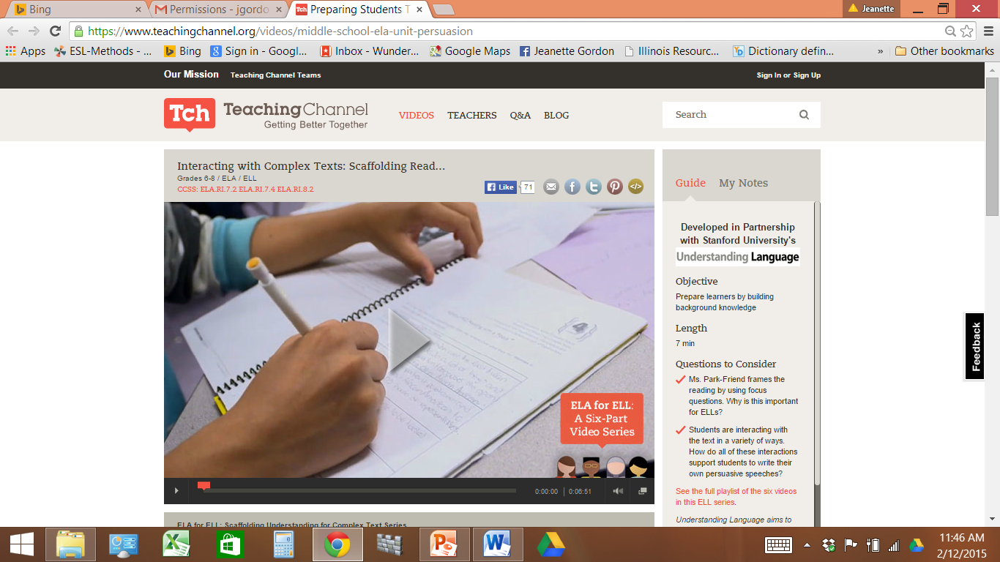 Bing
Permissions - jgordo
Preparing Students T
Jeanette
https://www.teachingchannel.org/videos/middle-school-ela-unit-persuasion
Apps
ESL-Methods - ...
Bing
Sign in - Googl...
Inbox - Wunder...
Google Maps
Jeanette Gordon
Illinois Resourc...
Dictionary defin...
»
Other bookmarks
Our Mission
Teaching Channel Teams
Sign In or Sign Up
Tch
TeachingChannel
Getting Better Together
VIDEOS
TEACHERS
Q&A
BLOG
Search
Interacting with Complex Texts: Scaffolding Read...
Grades 6-8 / ELA / ELL
CCSS: ELA.RI.7.2 ELA.RI.7.4 ELA.RI.8.2
Like
71
</>
ELA for ELL:
A Six-Part
Video Series
0:00:00 | 0:06:51
ELA for ELL: Scaffolding Understanding for Complex Text Series
Guide
My Notes
Developed in Partnership
with Stanford University's
Understanding Language
Objective
Prepare learners by building
background knowledge
Length
7 min
Questions to Consider
Ms. Park-Friend frames the
reading by using focus
questions. Why is this important
for ELLs?
Students are interacting with
the text in a variety of ways.
How do all of these interactions
support students to write their
own persuasive speeches?
See the full playlist of the six videos
in this ELL series.
Understanding Language aims to
Feedback
11:46 AM
2/12/2015